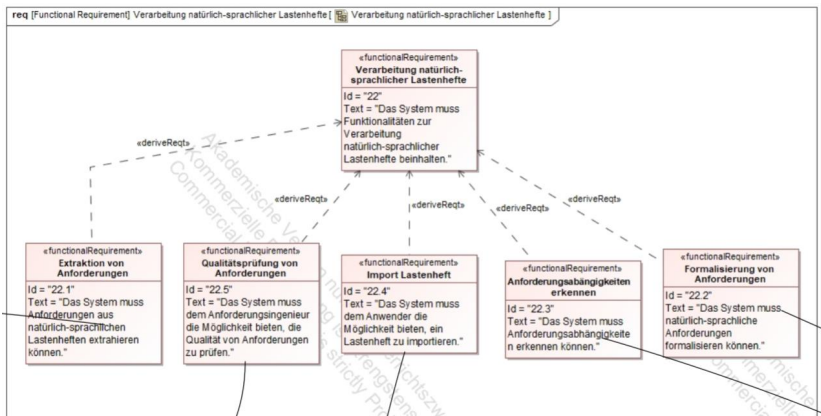 req [Functional Requirement] Verarbeitung natürlich-sprachlicher Lastenhefte [ Verarbeitung natürlich-sprachlicher Lastenhefte ]
«functionalRequirement»
Verarbeitung natürlich-
sprachlicher Lastenhefte
Id = "22"
Text = "Das System muss
Funktionalitäten zur
Verarbeitung
natürlich-sprachlicher
Lastenhefte beinhalten."
«deriveReqt»
«deriveReqt»
«deriveReqt»
«deriveReqt»
«deriveReqt»
«functionalRequirement»
Extraktion von
Anforderungen
Id = "22.1"
Text = "Das System muss
Anforderungen aus
natürlich-sprachlichen
Lastenheften extrahieren
können."
«functionalRequirement»
Qualitätsprüfung von
Anforderungen
Id = "22.5"
Text = "Das System muss
dem Anforderungsingenieur
die Möglichkeit bieten, die
Qualität von Anforderungen
zu prüfen."
«functionalRequirement»
Import Lastenheft
Id = "22.4"
Text = "Das System muss
dem Anwender die
Möglichkeit bieten, ein
Lastenheft zu importieren."
«functionalRequirement»
Anforderungsabängigkeiten
erkennen
Id = "22.3"
Text = "Das System muss
Anforderungsabhängigkeite
n erkennen können."
«functionalRequirement»
Formalisierung von
Anforderungen
Id = "22.2"
Text = "Das System muss
natürlich-sprachliche
Anforderungen
formalisieren können."
Akademische
Kommerzielle
Commercial
strictly